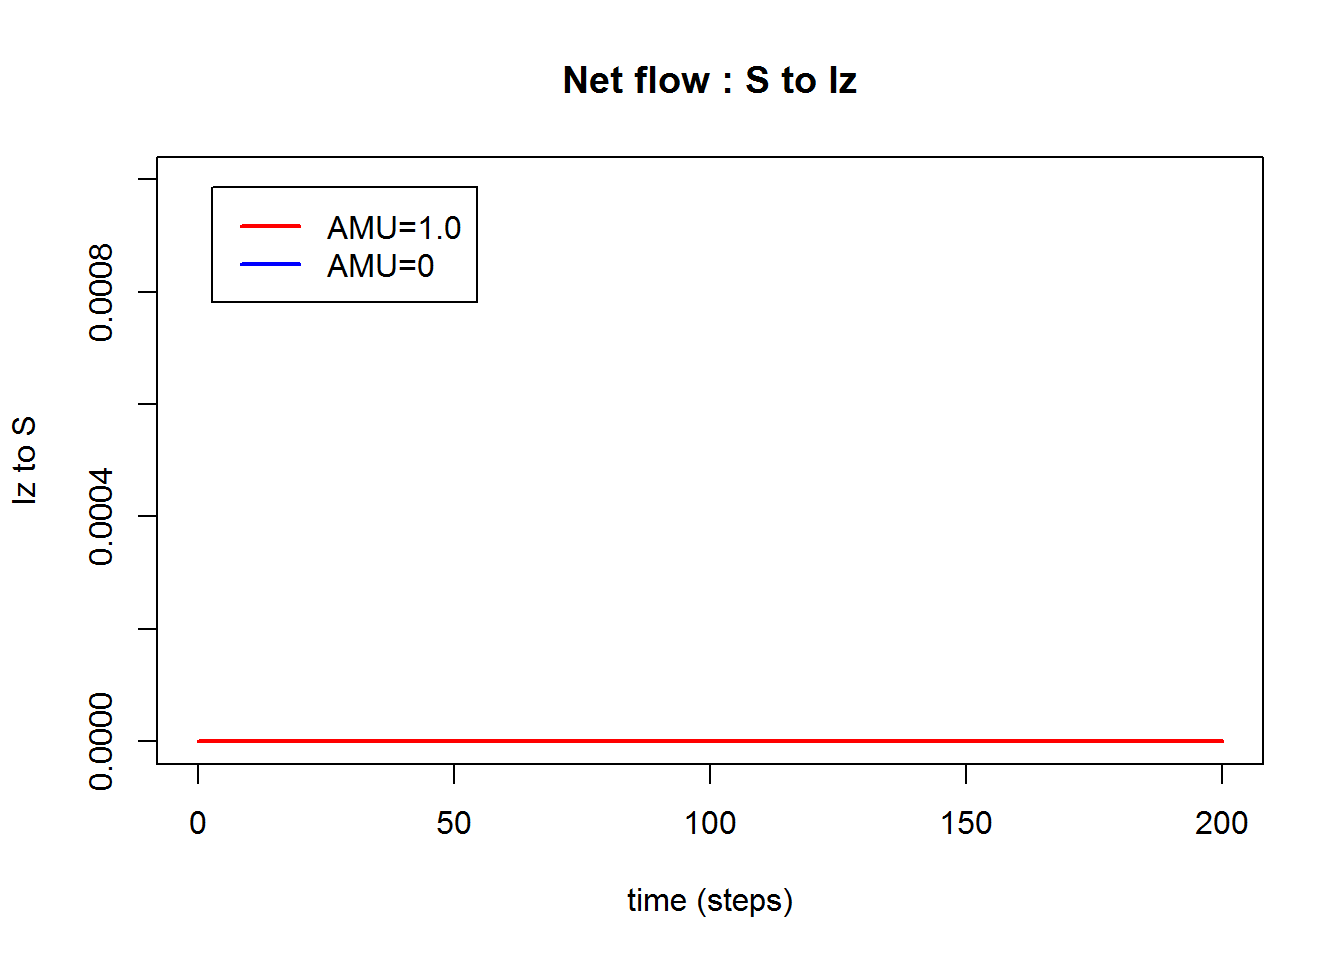 Net flow : S to Iz
AMU=1.0
AMU=0
0.0008
0.0004
0.0000
Iz to S
0 50 100 150 200
time (steps)